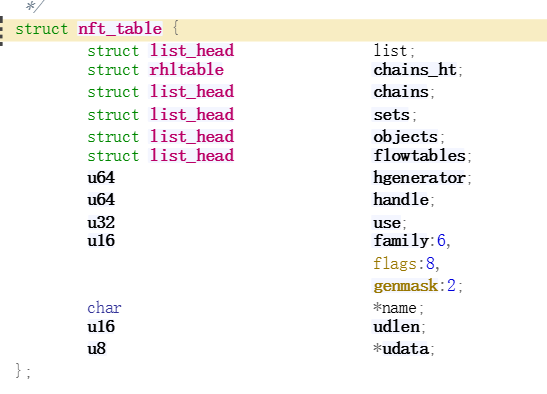 */
struct nft_table {
struct list_head list;
struct rhltable chains_ht;
struct list_head chains;
struct list_head sets;
struct list_head objects;
struct list_head flowtables;
u64 hgenerator;
u64 handle;
u32 use;
u16 family:6,
flags:8,
genmask:2;
char *name;
u16 udlen;
u8 *udata;
};